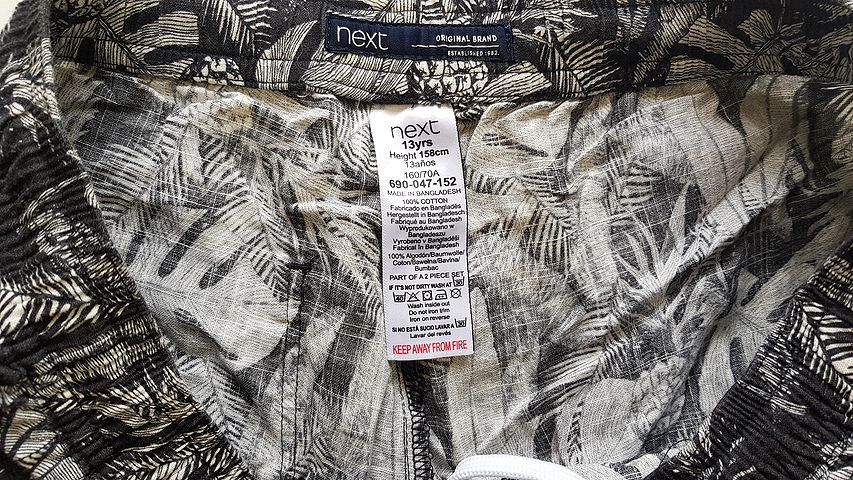 next
ORIGINAL BRAND
ESTABLISHED 1982.
next
13yrs
Height 158cm
13años
160/70A
690-047-152
MADE IN BANGLADESH
100% COTTON
Fabricado en Bangladés
Hergestellt in Bangladesch
Fabriqué au Bangladesh
Wyprodukowano w
Bangladeszu
Vyrobeno v Bangladéši
Fabricat în Bangladesh
100% Algodón/Baumwolle/
Coton/Bawełna/Bavlna/
Bumbac
PART OF A 2 PIECE SET
IF IT'S NOT DIRTY WASH AT 30
40
Wash inside out
Do not iron trim
Iron on reverse
SI NO ESTÁ SUCIO LAVAR A 30
Lavar del revés
KEEP AWAY FROM FIRE